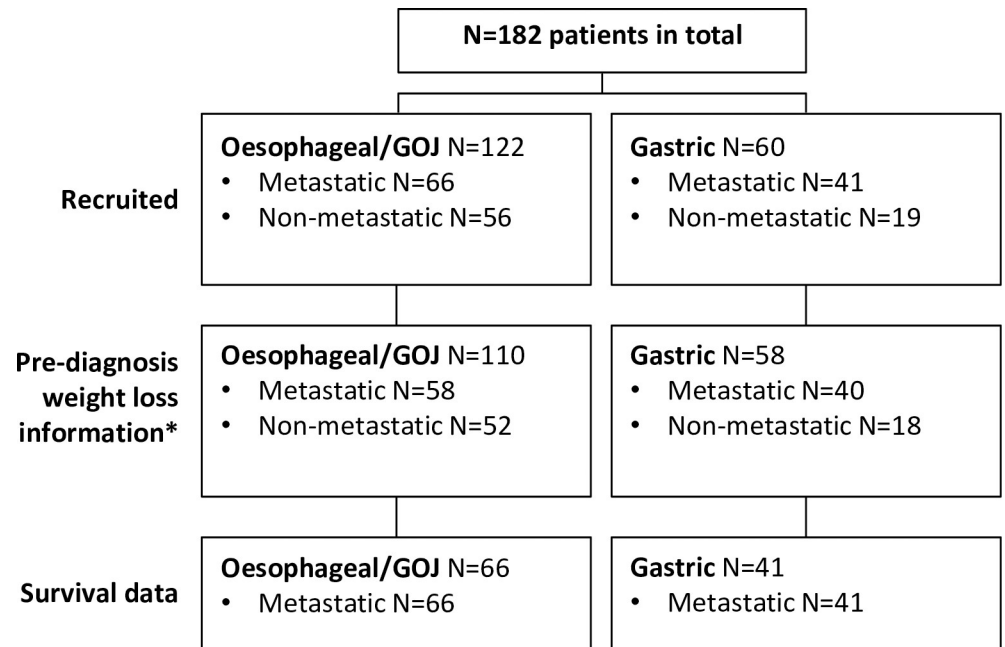 N=182 patients in total
Recruited
Oesophageal/GOJ N=122
• Metastatic N=66
• Non-metastatic N=56
Gastric N=60
• Metastatic N=41
• Non-metastatic N=19
Pre-diagnosis
weight loss
information*
Oesophageal/GOJ N=110
• Metastatic N=58
• Non-metastatic N=52
Gastric N=58
• Metastatic N=40
• Non-metastatic N=18
Survival data
Oesophageal/GOJ N=66
• Metastatic N=66
Gastric N=41
• Metastatic N=41